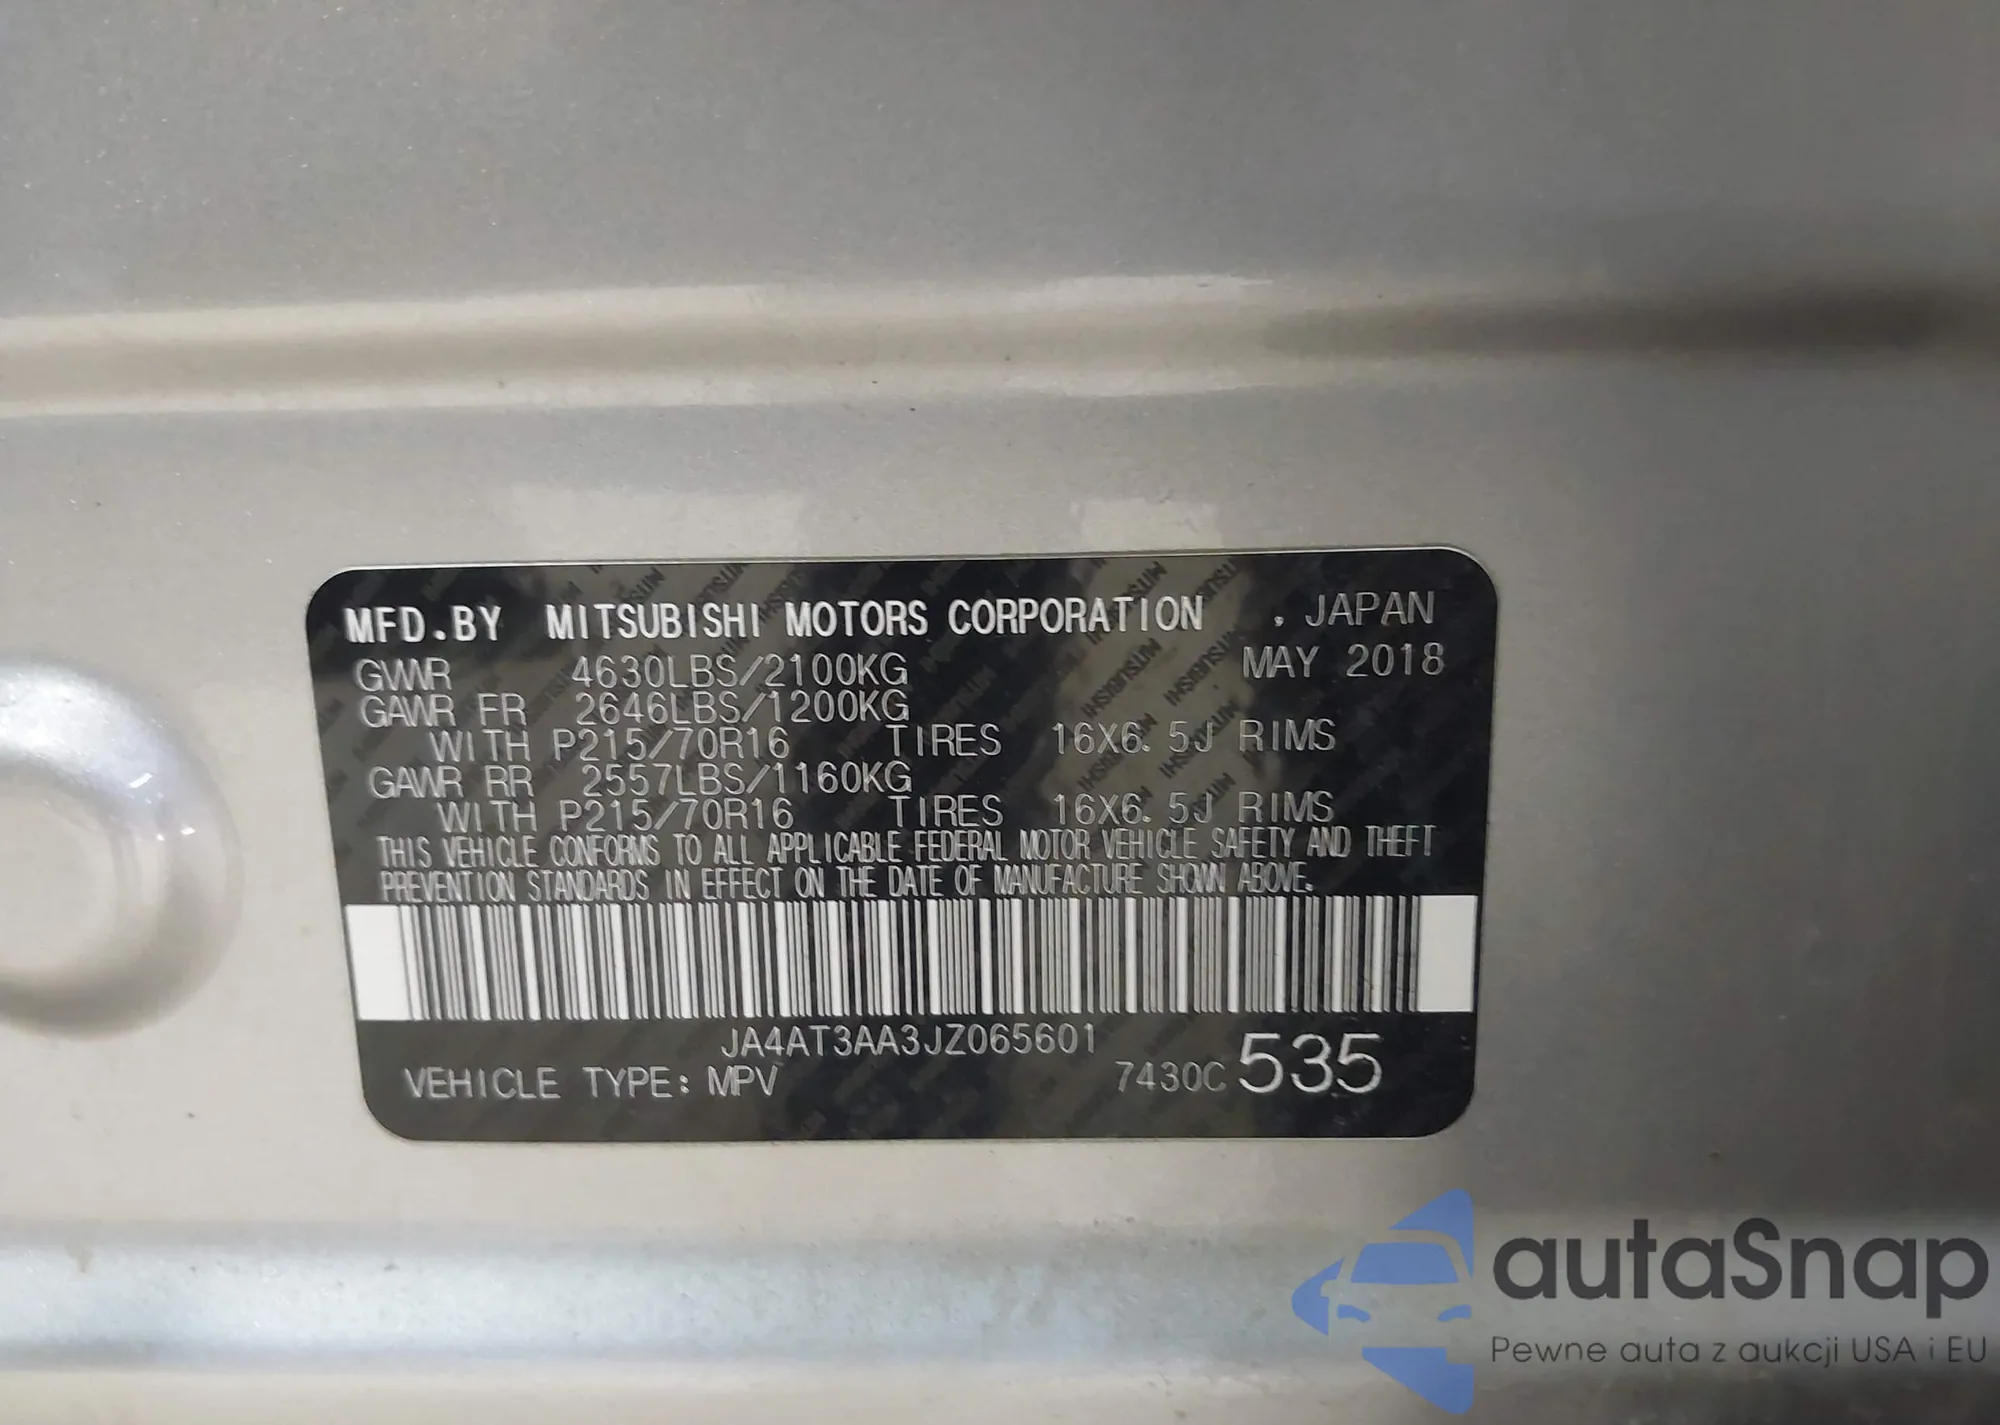 MFD.BY MITSUBISHI MOTORS CORPORATION , JAPAN
GVWR 4630LBS/2100KG MAY 2018
GAWR FR 2646LBS/1200KG
WITH P215/70R16 TIRES 16X6.5J RIMS
GAWR RR 2557LBS/1160KG
WITH P215/70R16 TIRES 16X6.5J RIMS
THIS VEHICLE CONFORMS TO ALL APPLICABLE FEDERAL MOTOR VEHICLE SAFETY AND THEFT
PREVENTION STANDARDS IN EFFECT ON THE DATE OF MANUFACTURE SHOWN ABOVE.
JA4AT3AA3JZ065601
VEHICLE TYPE: MPV 7430C 535
autaSnap
Pewne auta z aukcji USA i EU